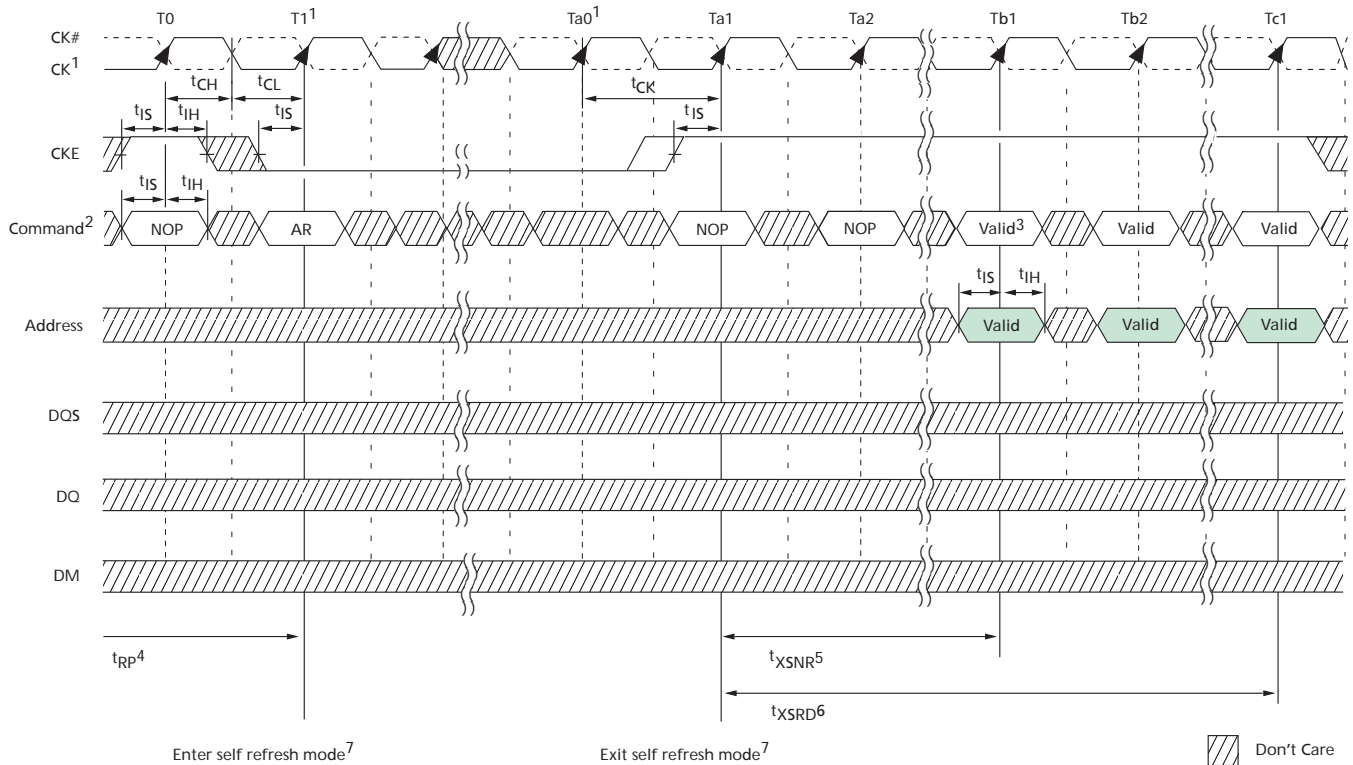 T0 T1¹ Ta0¹ Ta1 Ta2 Tb1 Tb2 Tc1
CK#
CK¹
tCH tCL tCK
tIS tIH tIS tIS
CKE
tIS tIH
Command² NOP AR NOP NOP Valid³ Valid Valid
tIS tIH
Address Valid Valid Valid
DQS
DQ
DM
tRP⁴ tXSNR⁵
tXSRD⁶
Enter self refresh mode⁷ Exit self refresh mode⁷ Don't Care